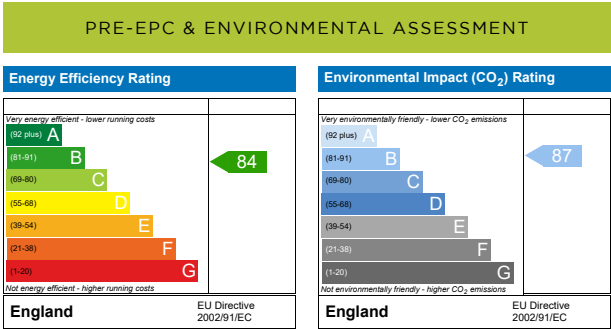 PRE-EPC & ENVIRONMENTAL ASSESSMENT
Energy Efficiency Rating
Very energy efficient - lower running costs
(92 plus) A
(81-91) B
84
(69-80) C
(55-68) D
(39-54) E
(21-38) F
(1-20) G
Not energy efficient - higher running costs
England
EU Directive
2002/91/EC
Environmental Impact (CO2) Rating
Very environmentally friendly - lower CO2 emissions
(92 plus) A
(81-91) B
87
(69-80) C
(55-68) D
(39-54) E
(21-38) F
(1-20) G
Not environmentally friendly - higher CO2 emissions
England
EU Directive
2002/91/EC